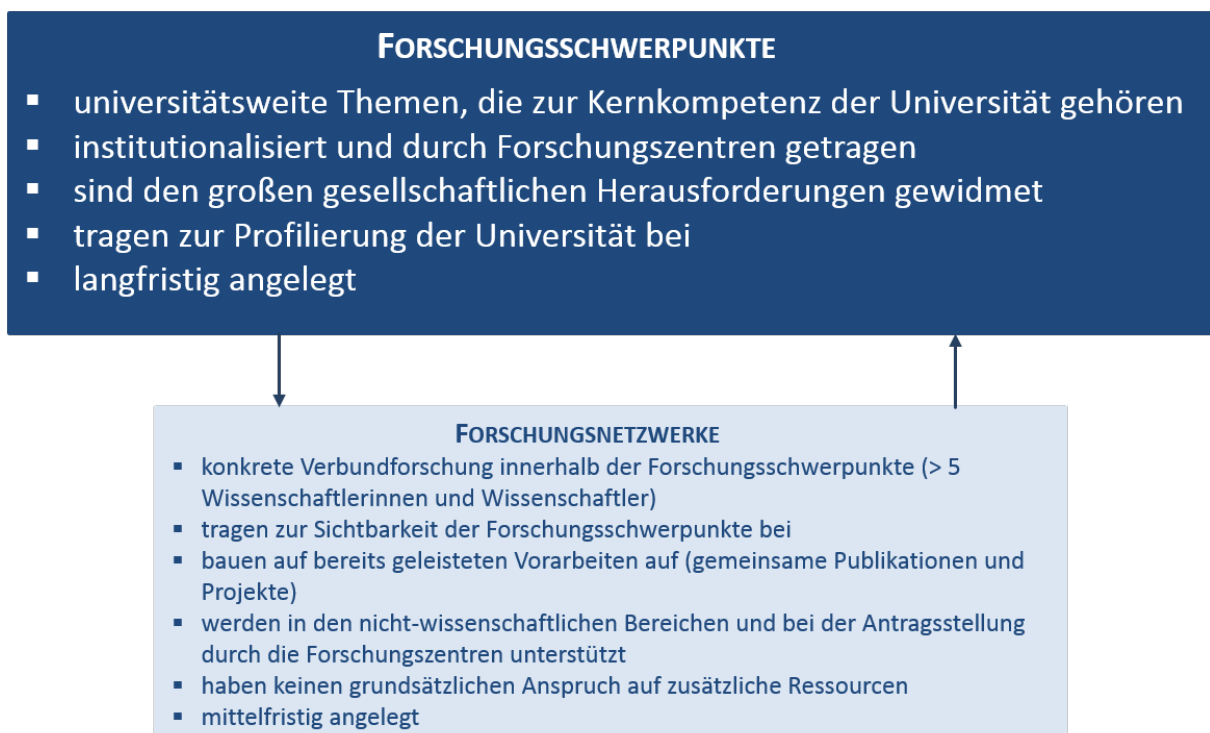 FORSCHUNGSSCHWERPUNKTE
▪ universitätsweite Themen, die zur Kernkompetenz der Universität gehören
▪ institutionalisiert und durch Forschungszentren getragen
▪ sind den großen gesellschaftlichen Herausforderungen gewidmet
▪ tragen zur Profilierung der Universität bei
▪ langfristig angelegt
FORSCHUNGSNETZWERKE
▪ konkrete Verbundforschung innerhalb der Forschungsschwerpunkte (> 5
Wissenschaftlerinnen und Wissenschaftler)
▪ tragen zur Sichtbarkeit der Forschungsschwerpunkte bei
▪ bauen auf bereits geleisteten Vorarbeiten auf (gemeinsame Publikationen und
Projekte)
▪ werden in den nicht-wissenschaftlichen Bereichen und bei der Antragsstellung
durch die Forschungszentren unterstützt
▪ haben keinen grundsätzlichen Anspruch auf zusätzliche Ressourcen
▪ mittelfristig angelegt